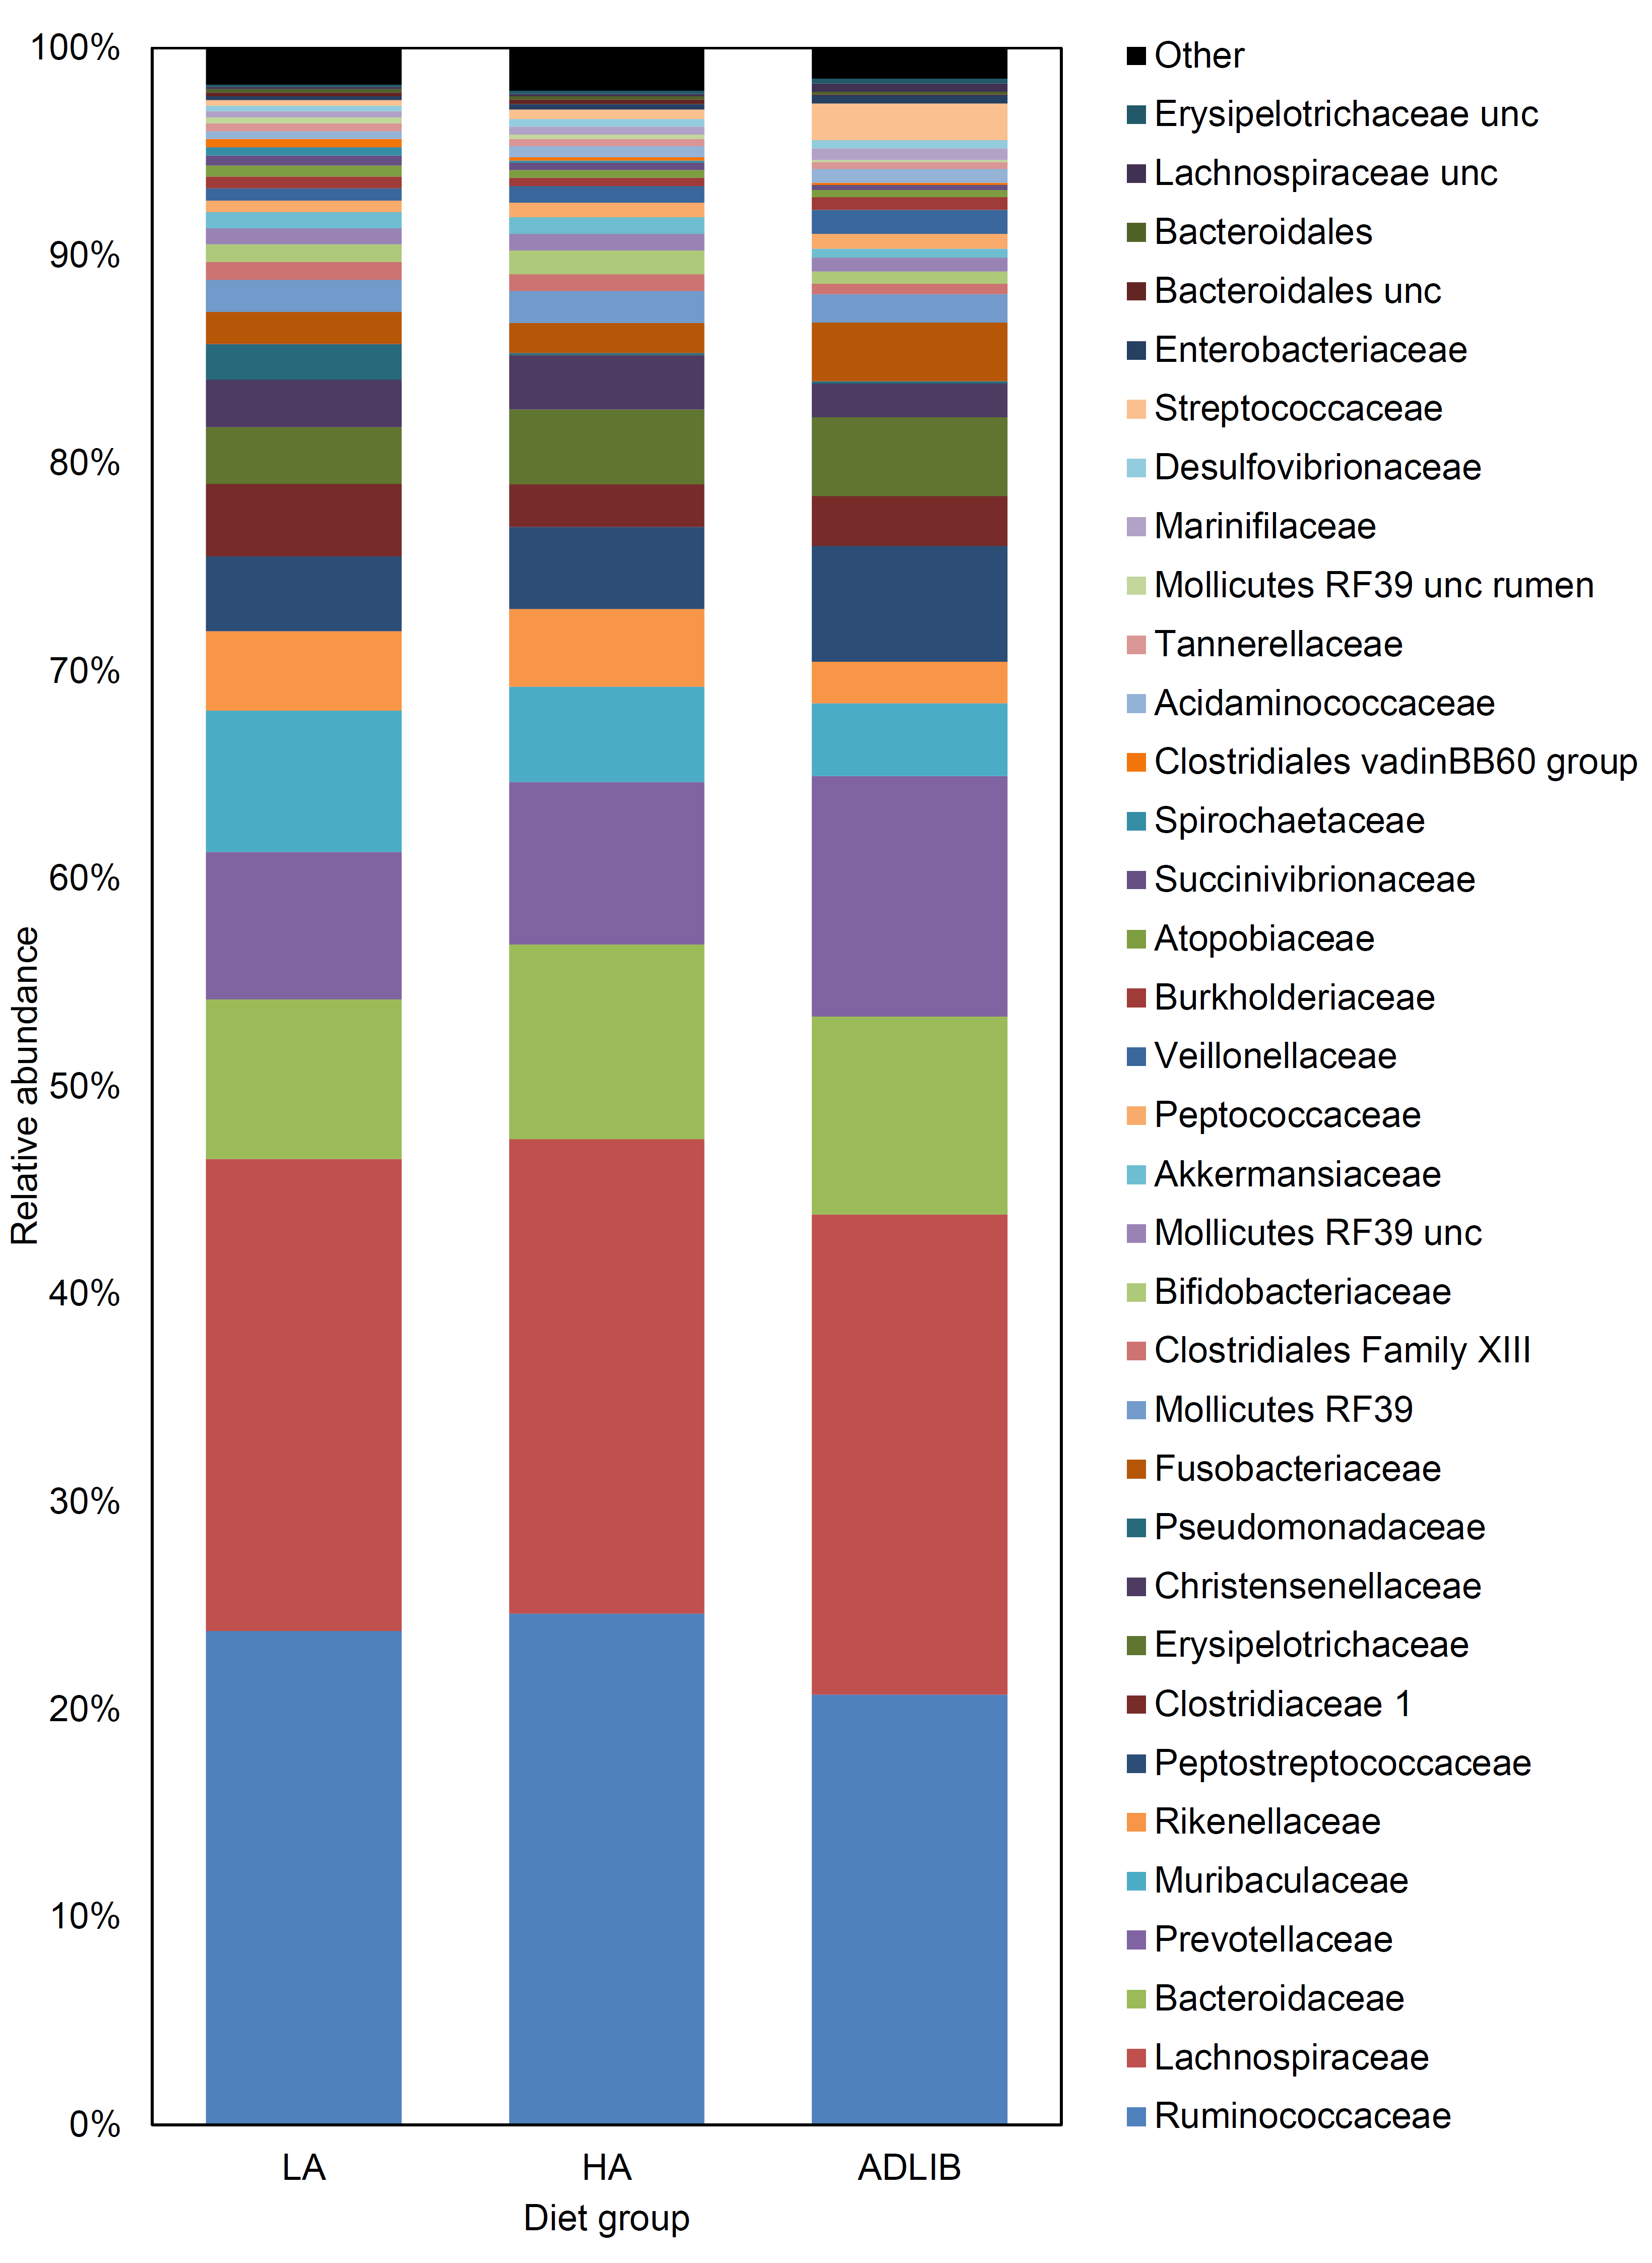 100%
90%
80%
70%
60%
50%
40%
30%
20%
10%
0%
Relative abundance
LA
HA
ADLIB
Diet group
Other
Erysipelotrichaceae unc
Lachnospiraceae unc
Bacteroidales
Bacteroidales unc
Enterobacteriaceae
Streptococcaceae
Desulfovibrionaceae
Marinifilaceae
Mollicutes RF39 unc rumen
Tannerellaceae
Acidaminococcaceae
Clostridiales vadinBB60 group
Spirochaetaceae
Succinivibrionaceae
Atopobiaceae
Burkholderiaceae
Veillonellaceae
Peptococcaceae
Akkermansiaceae
Mollicutes RF39 unc
Bifidobacteriaceae
Clostridiales Family XIII
Mollicutes RF39
Fusobacteriaceae
Pseudomonadaceae
Christensenellaceae
Erysipelotrichaceae
Clostridiaceae 1
Peptostreptococcaceae
Rikenellaceae
Muribaculaceae
Prevotellaceae
Bacteroidaceae
Lachnospiraceae
Ruminococcaceae